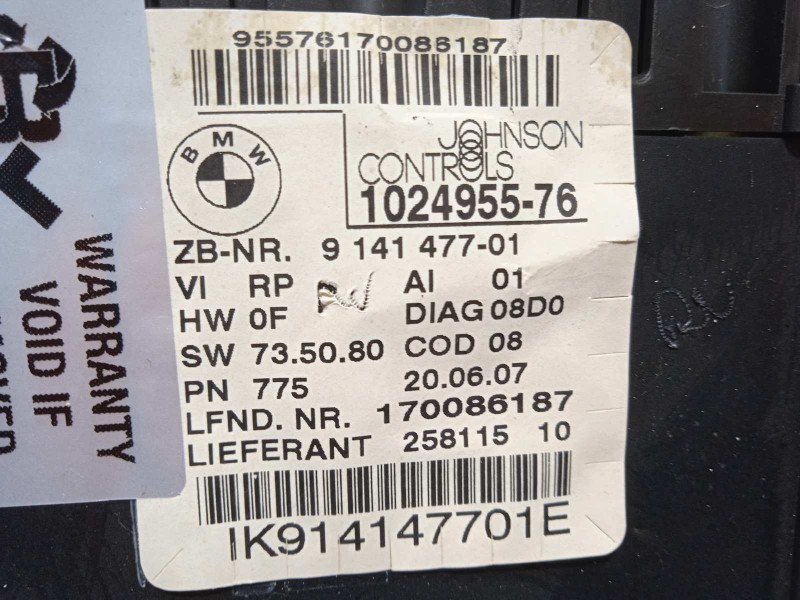 95576170086187
BMW
JOHNSON
CONTROLS
1024955-76
ZB-NR. 9 141 477-01
VI RP AI 01
HW 0F DIAG 08D0
SW 73.50.80 COD 08
PN 775 20.06.07
LFND. NR. 170086187
LIEFERANT 258115 10
IK914147701E
WARRANTY
VOID IF